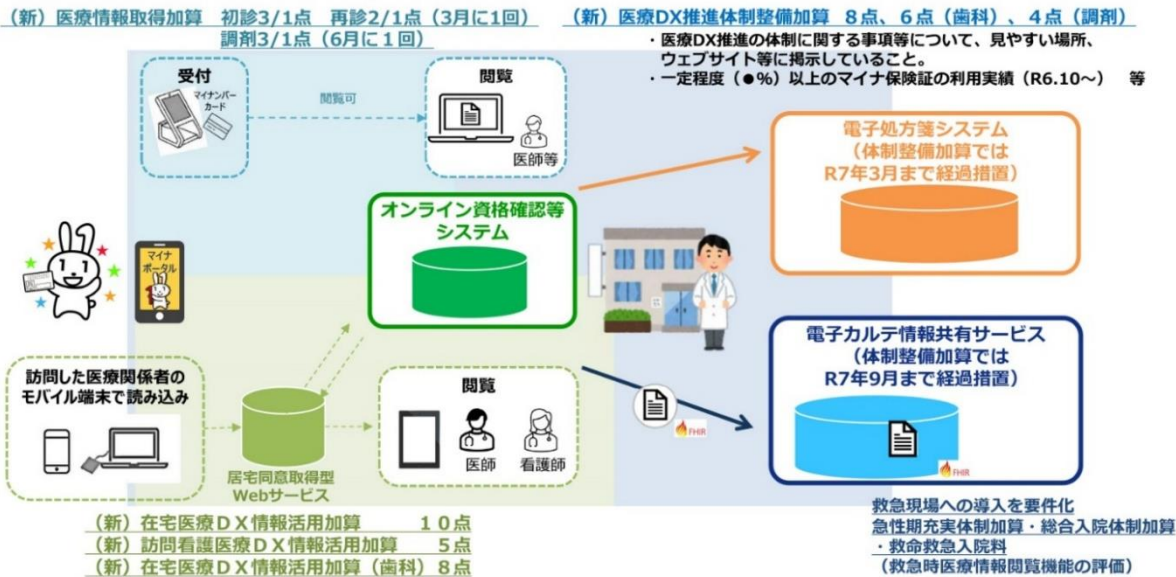 （新）医療情報取得加算　初診3/1点　再診2/1点（3月に1回）
調剤3/1点（6月に１回）
（新）医療DX推進体制整備加算　８点、６点（歯科）、４点（調剤）
・医療DX推進の体制に関する事項等について、見やすい場所、
ウェブサイト等に掲示していること。
・一定程度（●%）以上のマイナ保険証の利用実績（R6.10～）　等
受付
マイナンバー
カード
閲覧可
閲覧
医師等
電子処方箋システム
（体制整備加算では
R7年3月まで経過措置）
オンライン資格確認等
システム
マイナ
ポータル
電子カルテ情報共有サービス
（体制整備加算では
R7年9月まで経過措置）
FHIR
FHIR
訪問した医療関係者の
モバイル端末で読み込み
居宅同意取得型
Webサービス
閲覧
医師
看護師
（新）在宅医療ＤＸ情報活用加算　１０点
（新）訪問看護医療ＤＸ情報活用加算　５点
（新）在宅医療ＤＸ情報活用加算（歯科）８点
救急現場への導入を要件化
急性期充実体制加算・総合入院体制加算
・救命救急入院料
（救急時医療情報閲覧機能の評価）